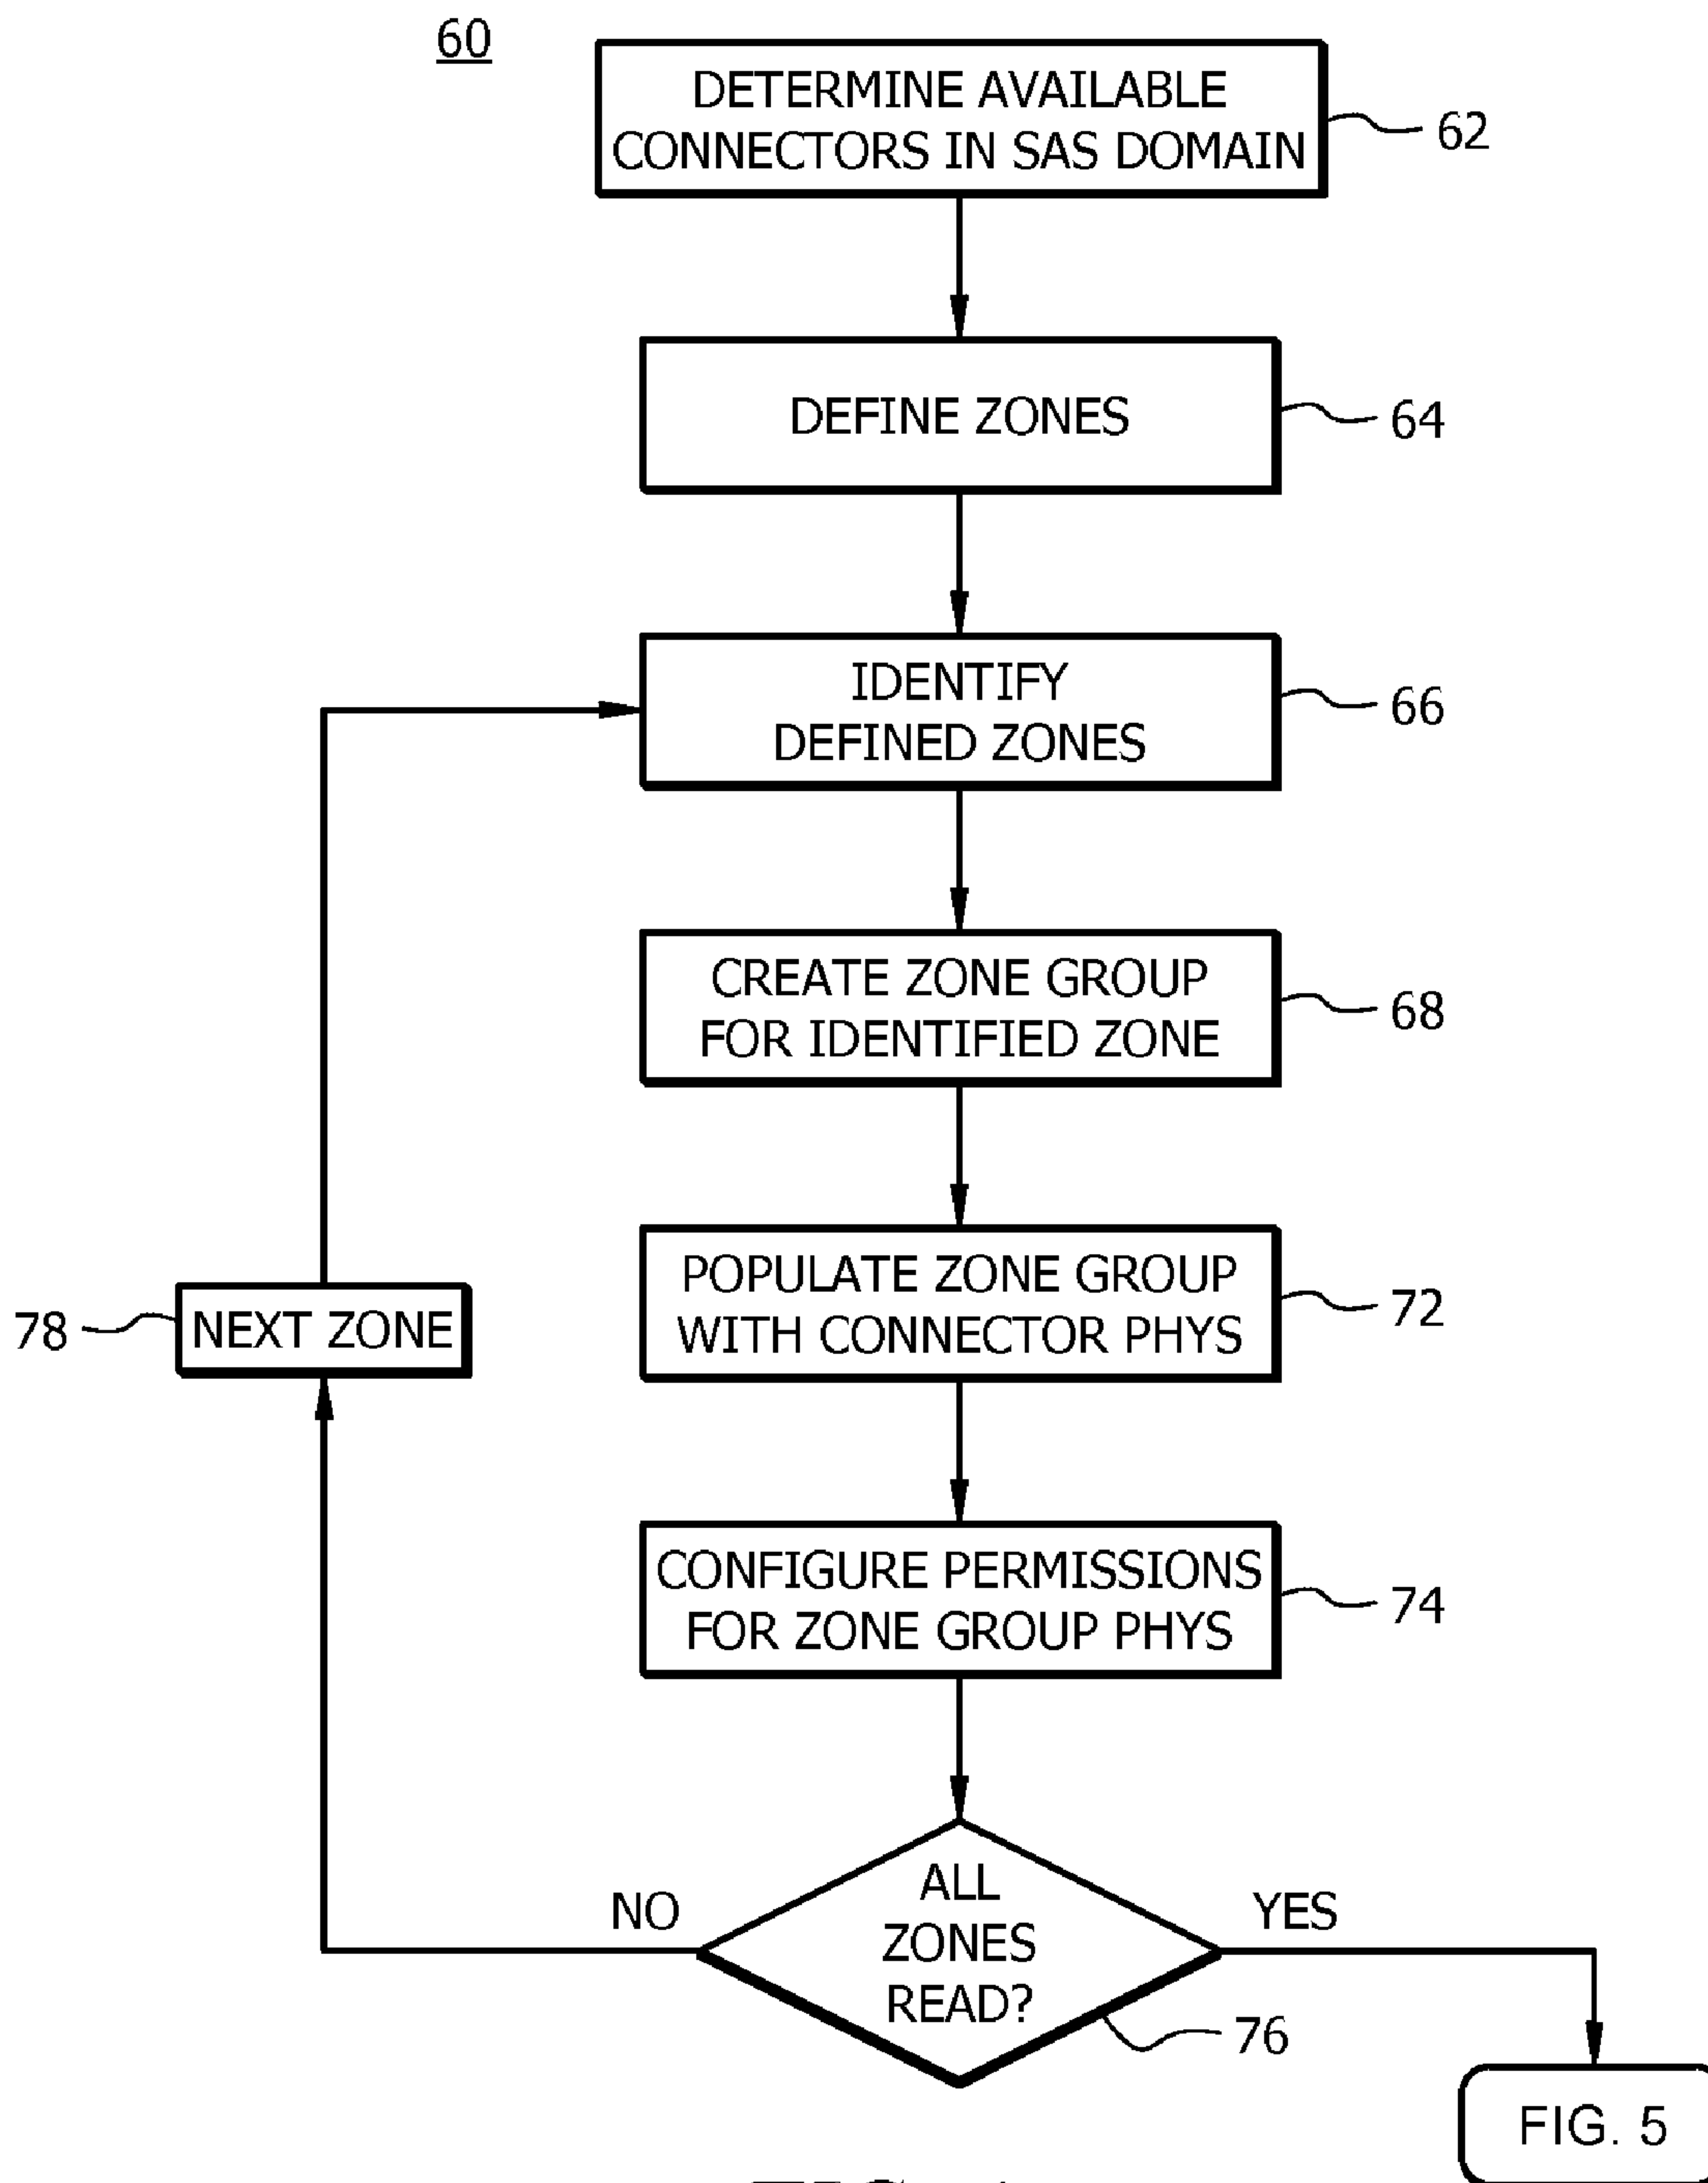 60
DETERMINE AVAILABLE
CONNECTORS IN SAS DOMAIN
62
DEFINE ZONES
64
IDENTIFY
DEFINED ZONES
66
CREATE ZONE GROUP
FOR IDENTIFIED ZONE
68
POPULATE ZONE GROUP
WITH CONNECTOR PHYS
72
78
NEXT ZONE
CONFIGURE PERMISSIONS
FOR ZONE GROUP PHYS
74
NO
ALL
ZONES
READ?
YES
76
FIG. 5